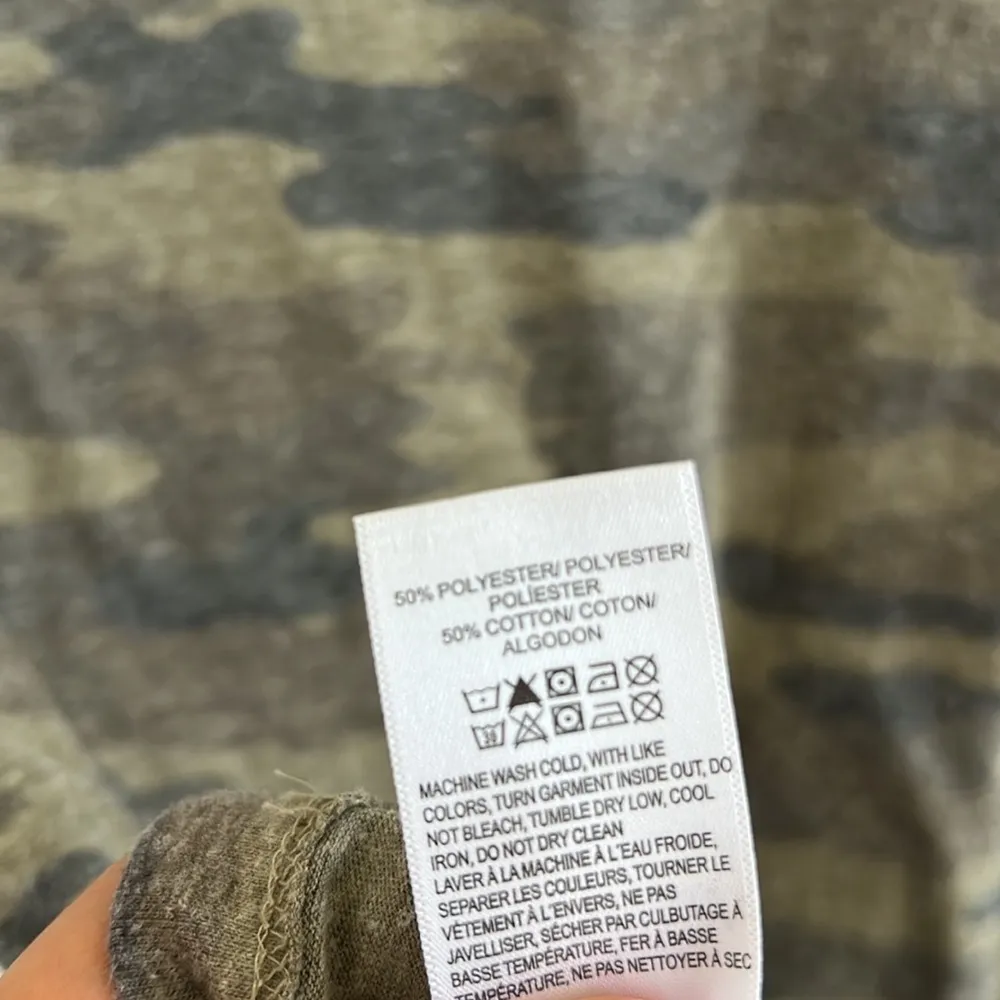 50% POLYESTER/ POLYESTER/
POLÍESTER
50% COTTON/ COTON/
ALGODON
30
MACHINE WASH COLD, WITH LIKE
COLORS, TURN GARMENT INSIDE OUT, DO
NOT BLEACH, TUMBLE DRY LOW, COOL
IRON, DO NOT DRY CLEAN
LAVER À LA MACHINE À L'EAU FROIDE,
SEPARER LES COULEURS, TOURNER LE
VÊTEMENT À L'ENVERS, NE PAS
JAVELLISER, SÉCHER PAR CULBUTAGE À
BASSE TEMPÉRATURE, FER À BASSE
TEMPÉRATURE, NE PAS NETTOYER À SEC